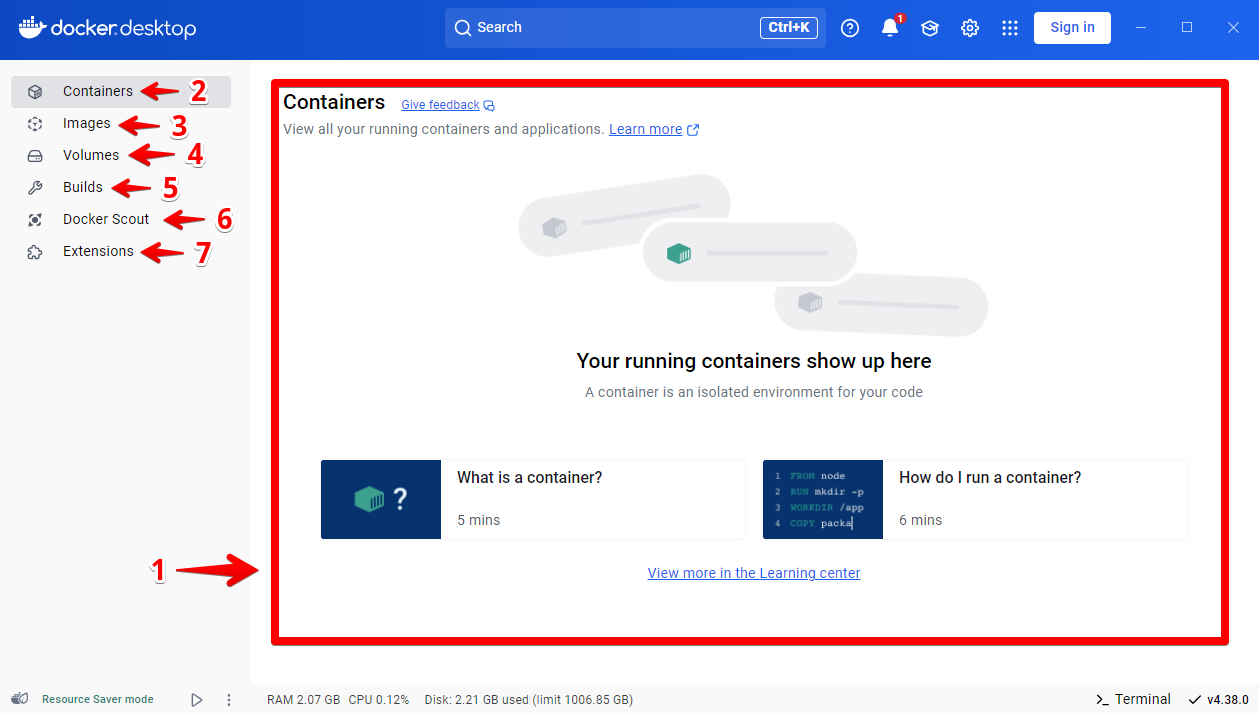 docker.desktop
Search
Ctrl+K
1
Sign in
Containers 2
Images 3
Volumes 4
Builds 5
Docker Scout 6
Extensions 7
Containers Give feedback
View all your running containers and applications. Learn more
Your running containers show up here
A container is an isolated environment for your code
?
What is a container?
5 mins
1 FROM node
2 RUN mkdir -p
3 WORKDIR /app
4 COPY packa
How do I run a container?
6 mins
1
View more in the Learning center
Resource Saver mode
RAM 2.07 GB CPU 0.12% Disk: 2.21 GB used (limit 1006.85 GB)
>_ Terminal
v4.38.0